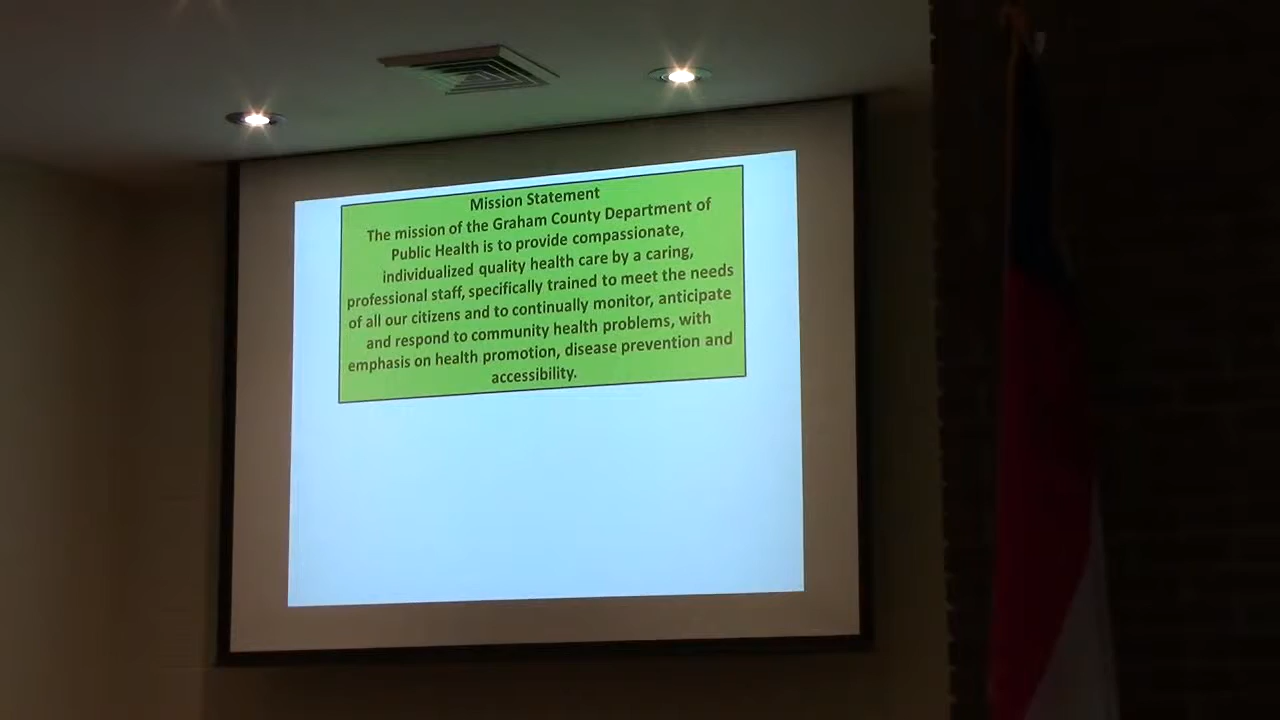 Mission Statement
The mission of the Graham County Department of
Public Health is to provide compassionate,
individualized quality health care by a caring,
professional staff, specifically trained to meet the needs
of all our citizens and to continually monitor, anticipate
and respond to community health problems, with
emphasis on health promotion, disease prevention and
accessibility.